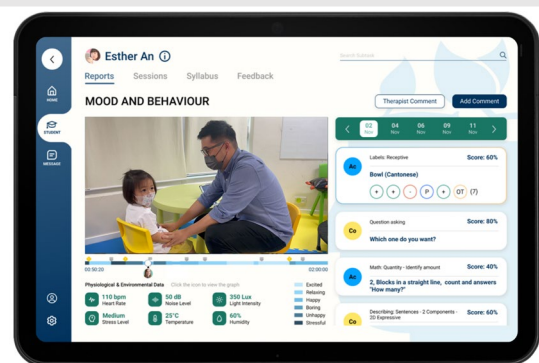 Esther An
Reports Sessions Syllabus Feedback
MOOD AND BEHAVIOUR
HOME
STUDENT
MESSAGE
00:50:20 02:00:00
Physiological & Environmental Data Click the icon to view the graph
110 bpm
Heart Rate
50 dB
Noise Level
350 Lux
Light Intensity
Medium
Stress Level
25°C
Temperature
60%
Humidity
Excited
Relaxing
Happy
Boring
Unhappy
Stressful
Therapist Comment Add Comment
02 04 06 09 11
Nov Nov Nov Nov Nov
Ac
Labels: Receptive Score: 60%
Bowl (Cantonese)
+ + - P + OT (7)
Co
Question asking Score: 80%
Which one do you want?
Ac
Math: Quantity - Identify amount Score: 40%
2, Blocks in a straight line, count and answers
"How many?"
Co
Describing: Sentences - 2 Components - Score: 60%
2D Expressive